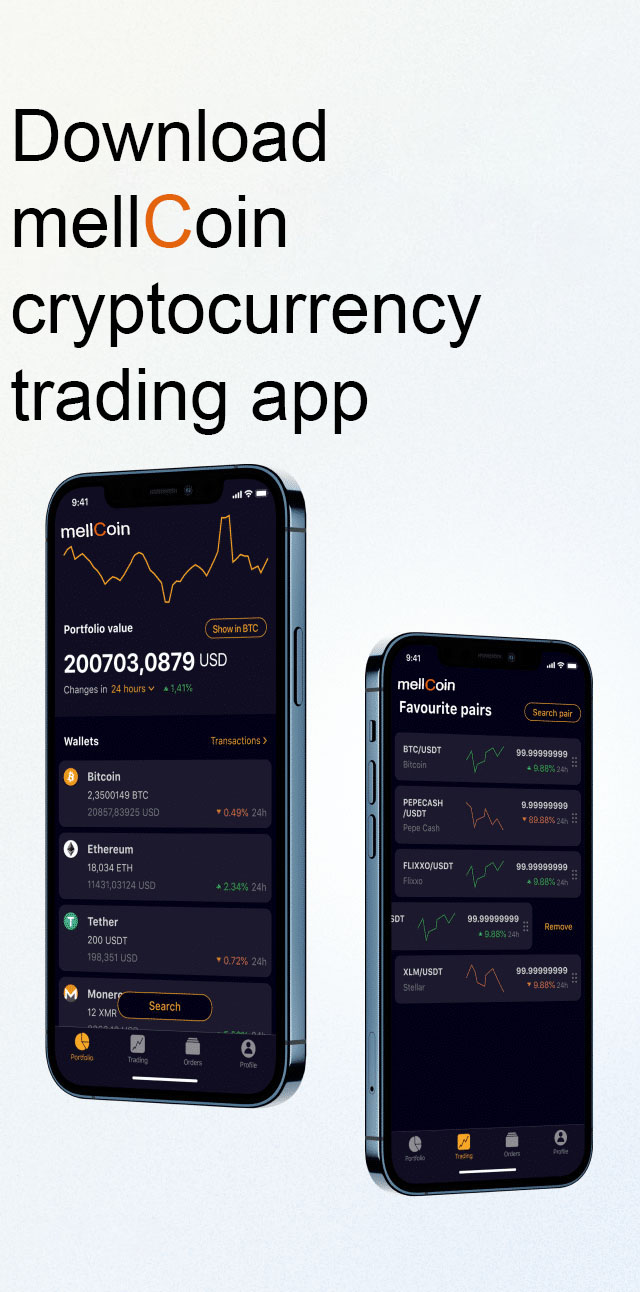 Download
mellCoin
cryptocurrency
trading app
9:41
mellCoin
Portfolio value
Show in BTC
200703,0879 USD
Changes in 24 hours 1,41%
Wallets
Transactions
Bitcoin
2,3500149 BTC
20857,83925 USD
0.49% 24h
Ethereum
18,034 ETH
11431,03124 USD
2.34% 24h
Tether
200 USDT
198,351 USD
0.72% 24h
Monero
12 XMR
Search
Portfolio
Trading
Orders
Profile
9:41
mellCoin
Favourite pairs
Search pair
BTC/USDT
Bitcoin
99.99999999
9.88% 24h
PEPECASH
/USDT
Pepe Cash
9.99999999
89.88% 24h
FLIXXO/USDT
Flixxo
99.99999999
9.88% 24h
SDT
99.99999999
9.88% 24h
Remove
XLM/USDT
Stellar
99.99999999
9.88% 24h
Portfolio
Trading
Orders
Profile